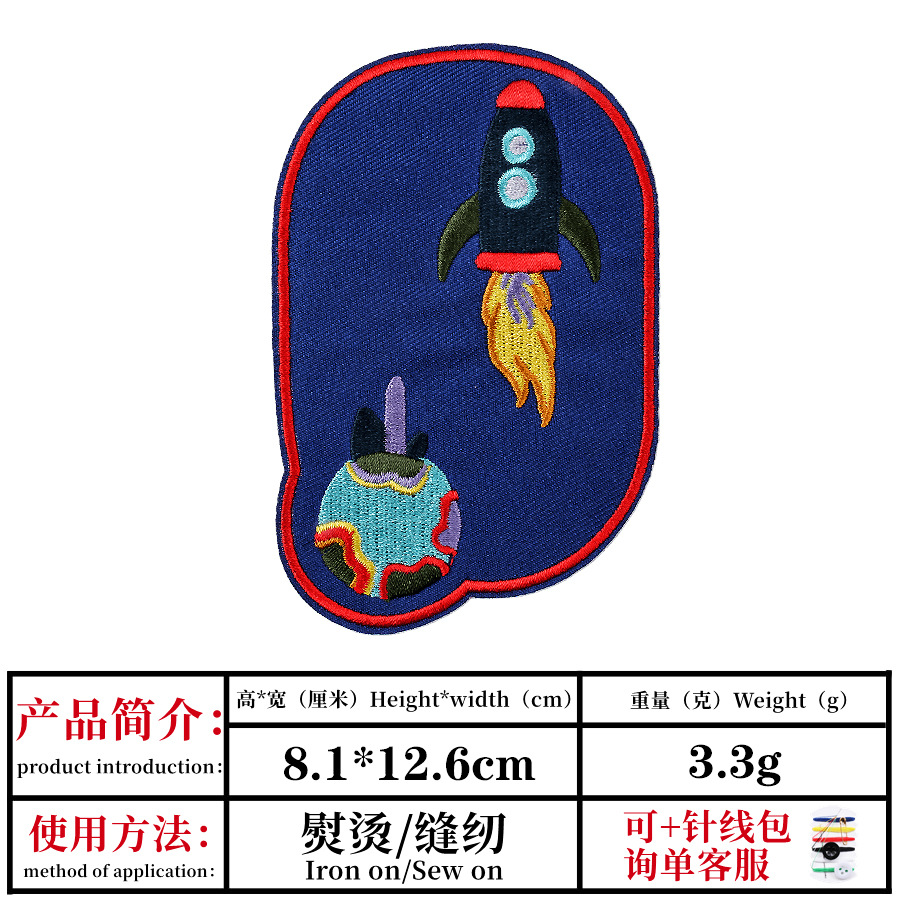 产品简介：
product introduction：
高*宽（厘米）Height*width（cm）
重量（克）Weight（g）
8.1*12.6cm
3.3g
使用方法：
method of application：
熨烫/缝纫
Iron on/Sew on
可+针线包
询单客服